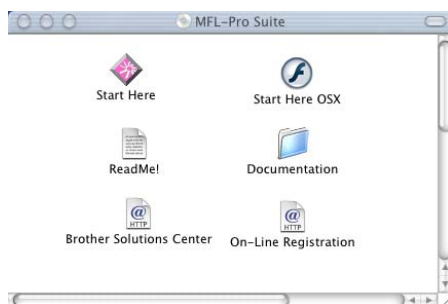 MFL-Pro Suite
Start Here
Start Here OSX
ReadMe!
Documentation
@
HTTP
Brother Solutions Center
@
HTTP
On-Line Registration